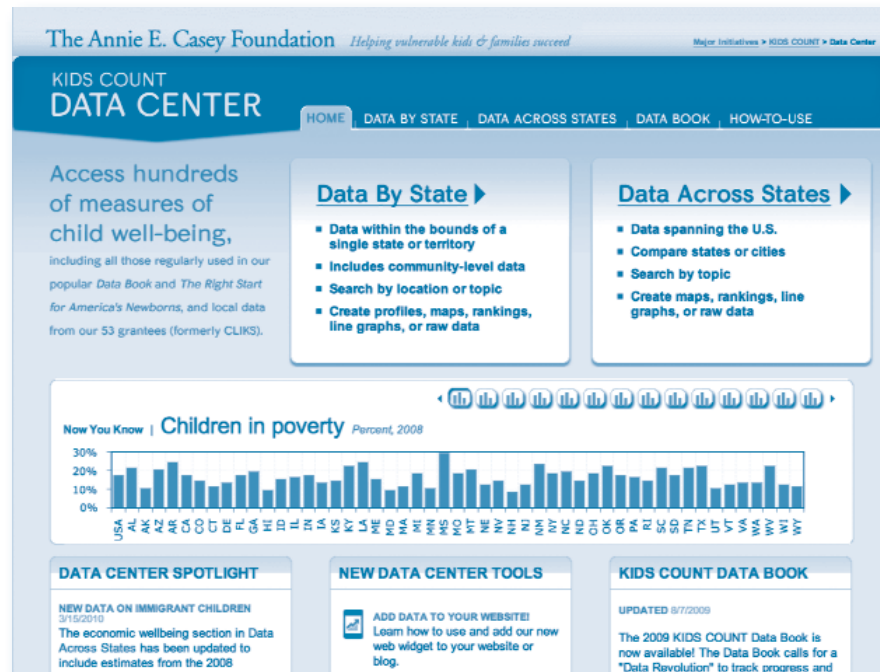 The Annie E. Casey Foundation Helping vulnerable kids & families succeed
Major Initiatives > KIDS COUNT > Data Center
KIDS COUNT
DATA CENTER
HOME DATA BY STATE DATA ACROSS STATES DATA BOOK HOW-TO-USE
Access hundreds
of measures of
child well-being,
including all those regularly used in our
popular Data Book and The Right Start
for America's Newborns, and local data
from our 53 grantees (formerly CLIKS).
Data By State
Data within the bounds of a
single state or territory
Includes community-level data
Search by location or topic
Create profiles, maps, rankings,
line graphs, or raw data
Data Across States
Data spanning the U.S.
Compare states or cities
Search by topic
Create maps, rankings, line
graphs, or raw data
Now You Know | Children in poverty Percent, 2008
30%
20%
10%
0%
USA AL AK AZ AR CA CO CT DE FL GA HI ID IL IN IA KS KY LA ME MD MA MI MN MS MO MT NE NV NH NJ NM NY NC ND OH OK OR PA RI SC SD TN TX UT VT VA WA WV WI WY
DATA CENTER SPOTLIGHT
NEW DATA ON IMMIGRANT CHILDREN
3/15/2010
The economic wellbeing section in Data
Across States has been updated to
include estimates from the 2008
NEW DATA CENTER TOOLS
ADD DATA TO YOUR WEBSITE!
Learn how to use and add our new
web widget to your website or
blog.
KIDS COUNT DATA BOOK
UPDATED 8/7/2009
The 2009 KIDS COUNT Data Book is
now available! The Data Book calls for a
"Data Revolution" to track progress and